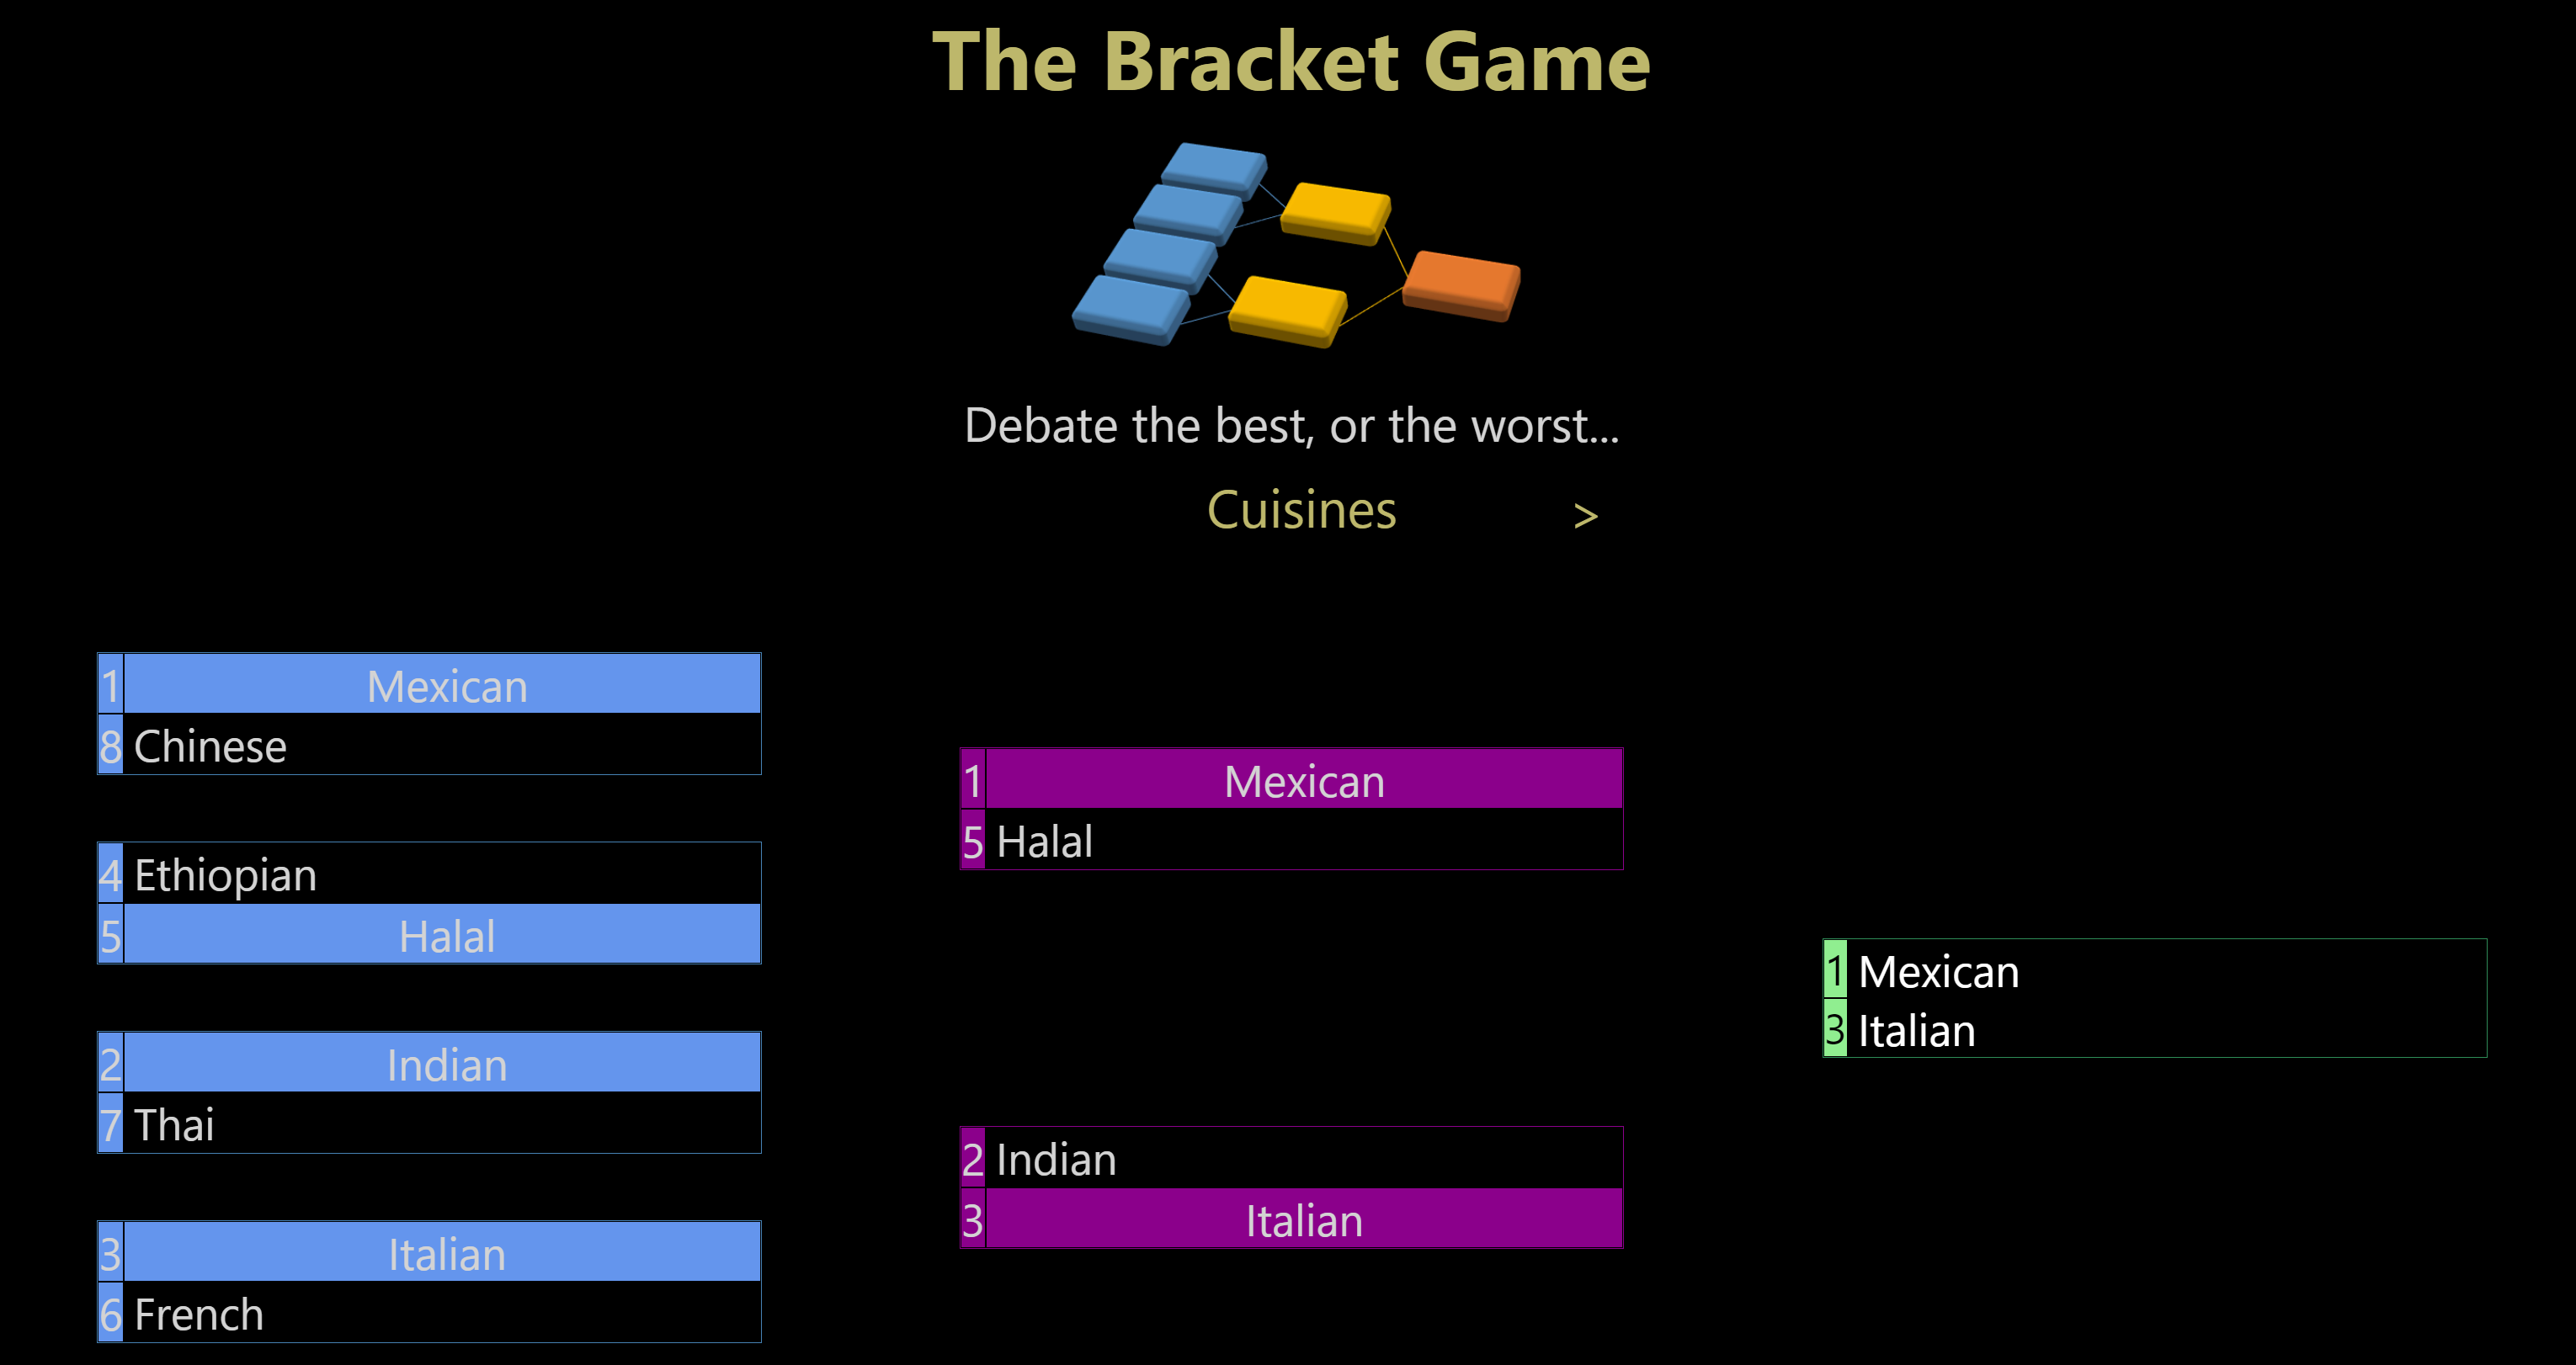 The Bracket Game
Debate the best, or the worst...
Cuisines >
1 Mexican
8 Chinese
4 Ethiopian
5 Halal
2 Indian
7 Thai
3 Italian
6 French
1 Mexican
5 Halal
2 Indian
3 Italian
1 Mexican
3 Italian